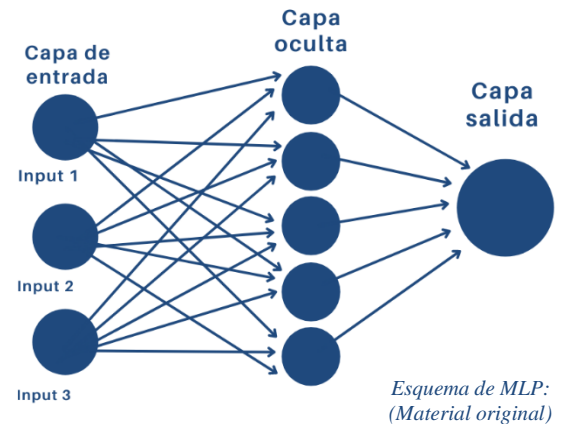 Capa de
entrada
Input 1
Input 2
Input 3
Capa
oculta
Capa
salida
Esquema de MLP:
(Material original)